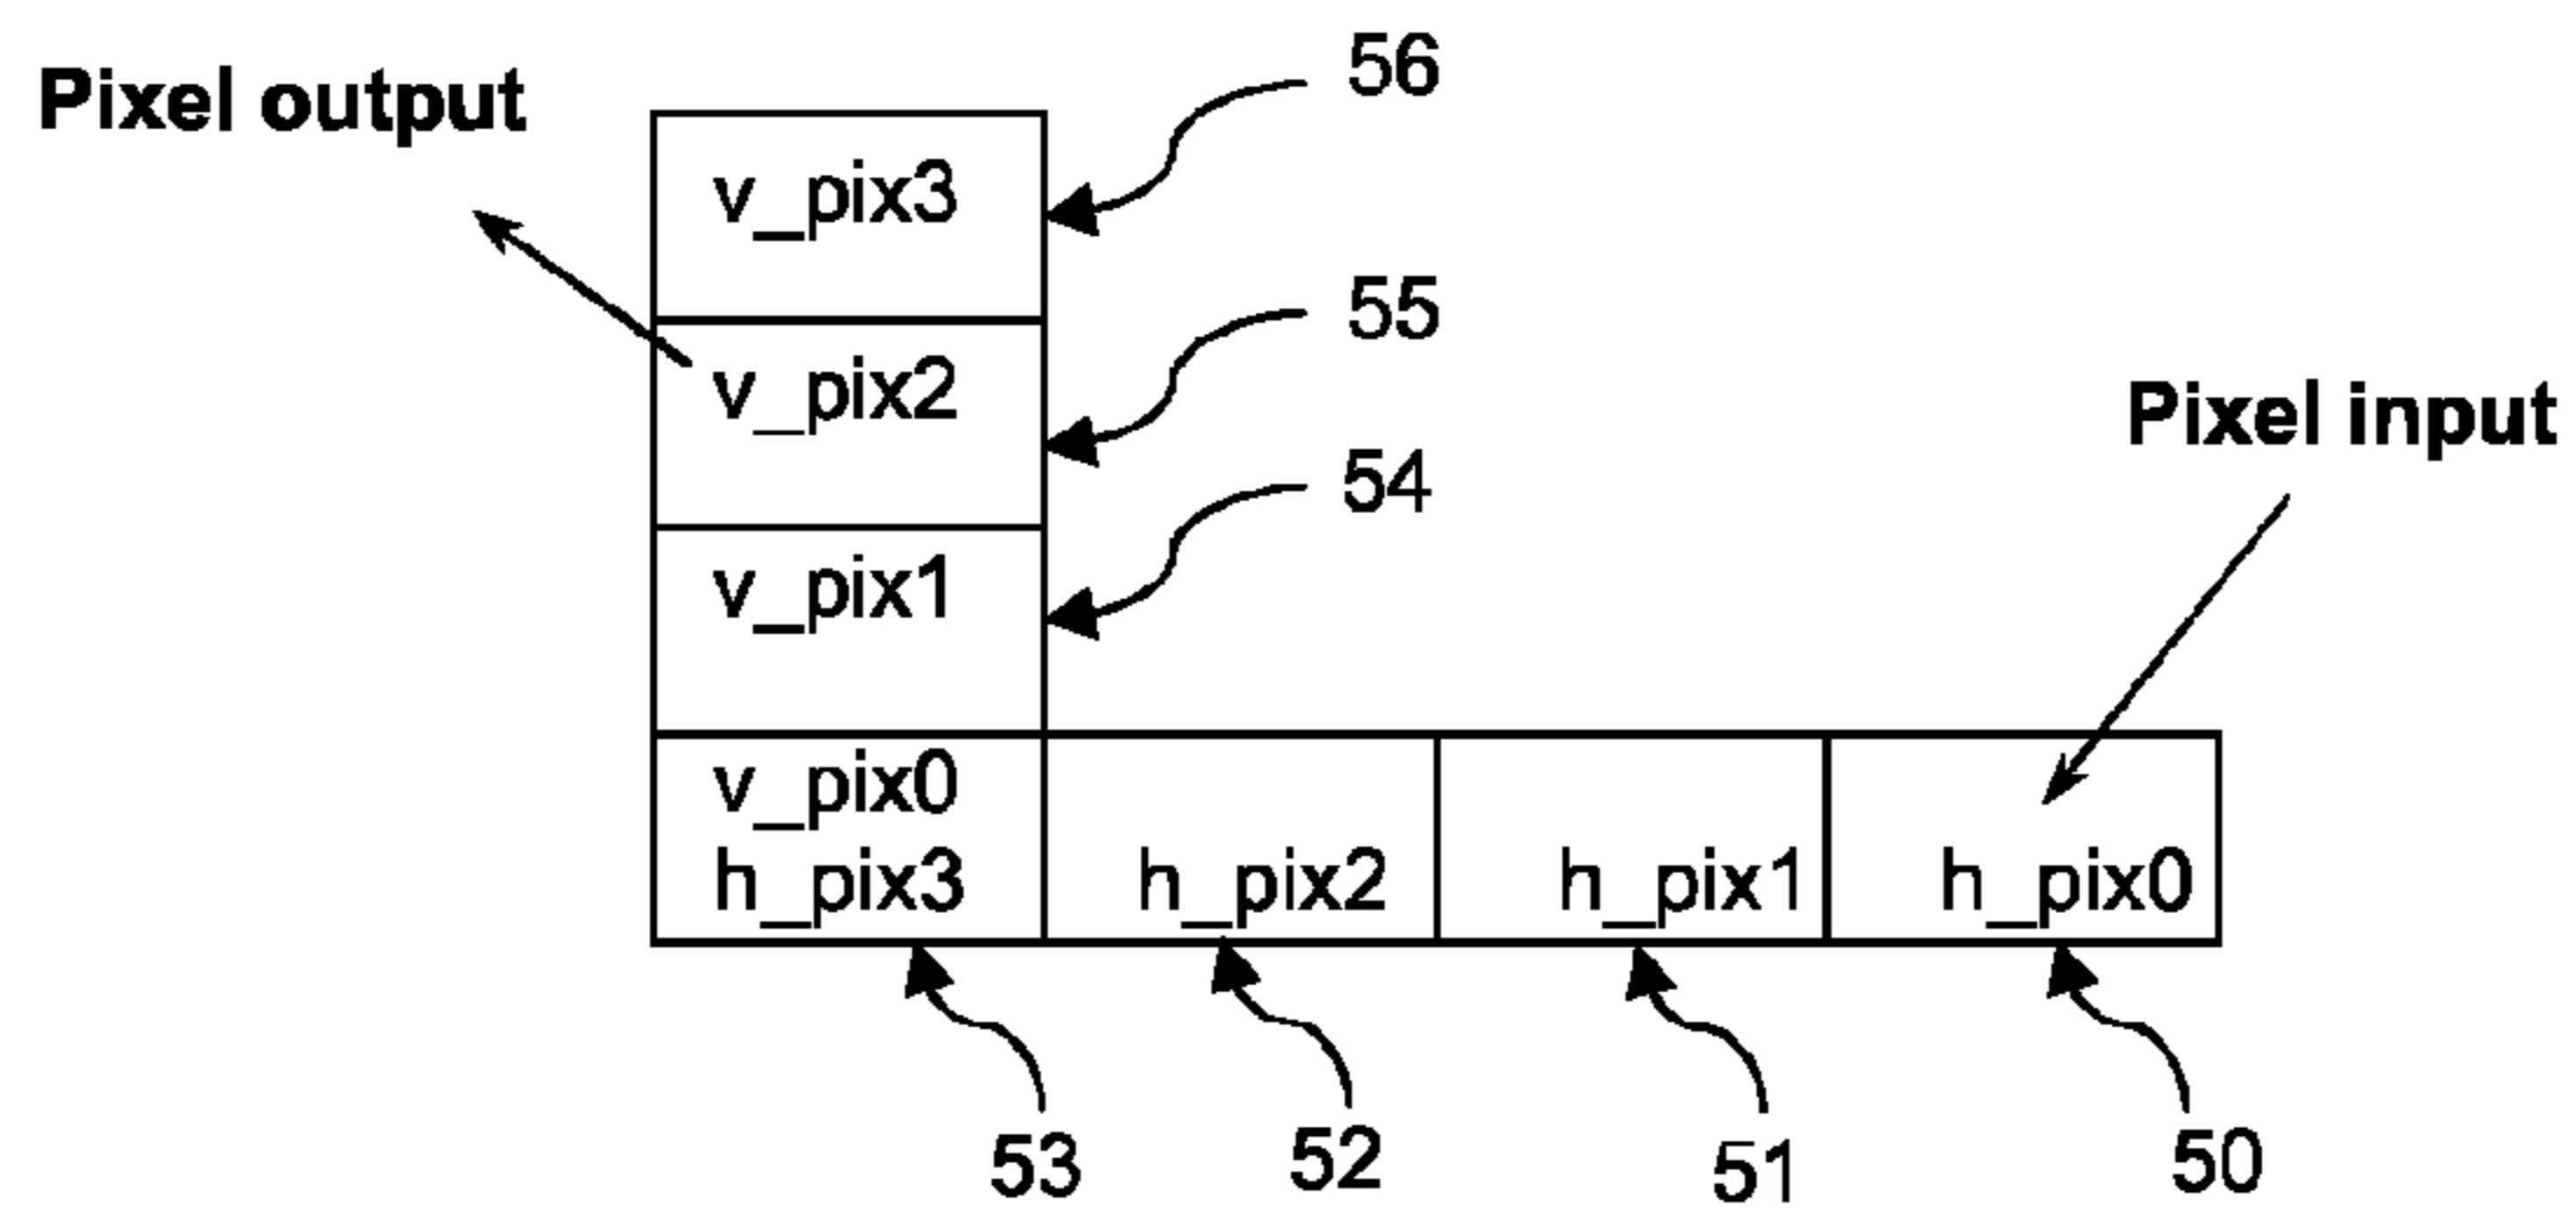 56
Pixel output
v_pix3
55
v_pix2
Pixel input
54
v_pix1
v_pix0
h_pix3 h_pix2 h_pix1 h_pix0
53 52 51 50